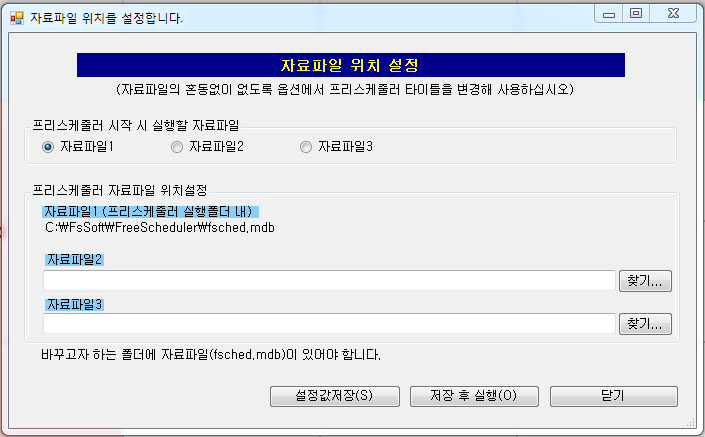 자료파일 위치를 설정합니다.
자료파일 위치 설정
(자료파일의 혼동없이 없도록 옵션에서 프리스케줄러 타이틀을 변경해 사용하십시오)
프리스케줄러 시작 시 실행할 자료파일
자료파일1 자료파일2 자료파일3
프리스케줄러 자료파일 위치설정
자료파일1 (프리스케줄러 실행폴더 내)
C:\FsSoft\FreeScheduler\fsched.mdb
자료파일2
찾기...
자료파일3
찾기...
바꾸고자 하는 폴더에 자료파일(fsched.mdb)이 있어야 합니다.
설정값저장(S) 저장 후 실행(O) 닫기